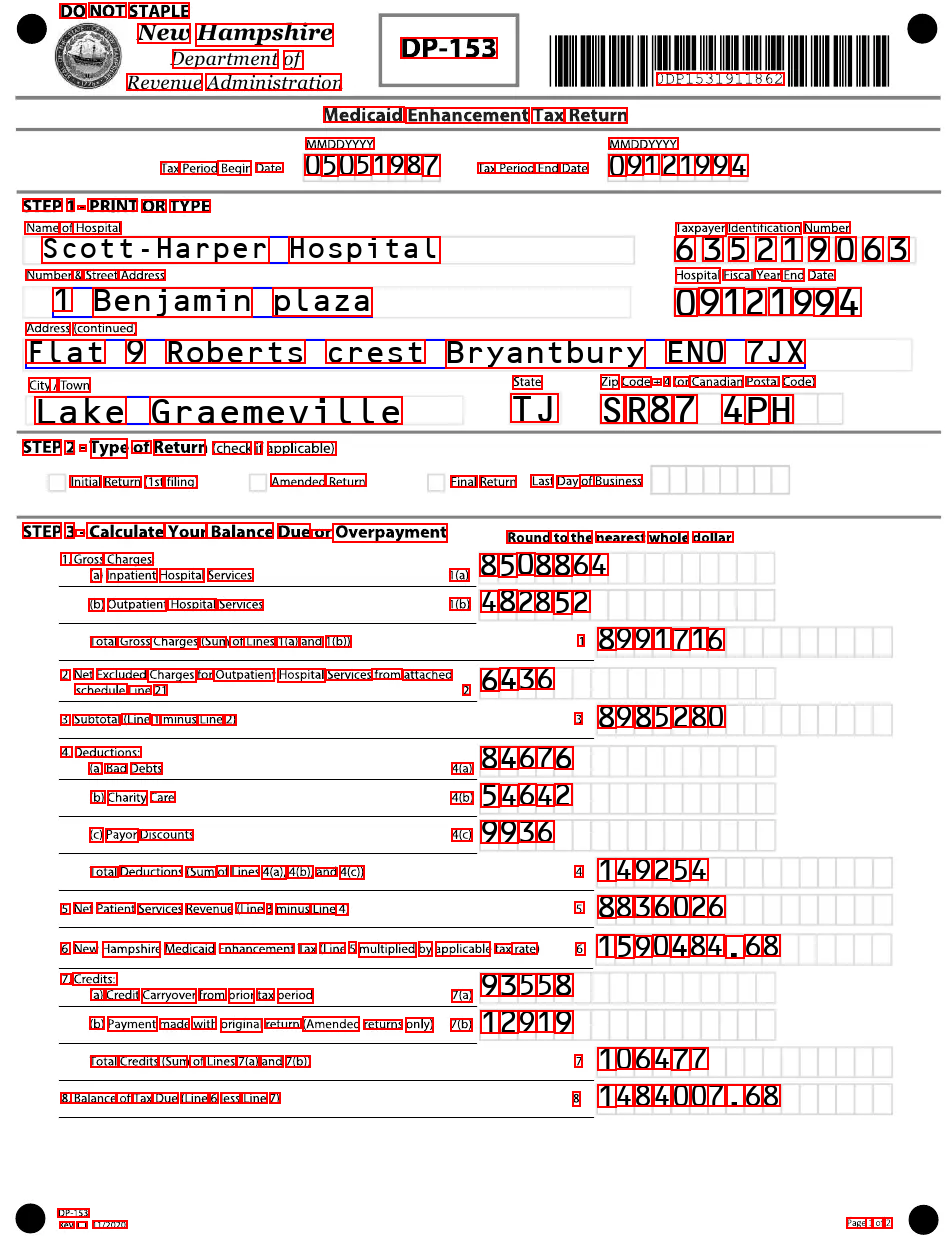 DO NOT STAPLE
New Hampshire
Department of
Revenue Administration
DP-153
0DP1531911862
Medicaid Enhancement Tax Return
MMDDYYYY MMDDYYYY
Tax Period Begin Date 05051987 Tax Period End Date 09121994
STEP 1 - PRINT OR TYPE
Name of Hospital Taxpayer Identification Number
Scott-Harper Hospital 635219063
Number & Street Address Hospital Fiscal Year End Date
1 Benjamin plaza 09121994
Address (continued)
Flat 9 Roberts crest Bryantbury EN0 7JX
City / Town State Zip Code + 4 (or Canadian Postal Code)
Lake Graemeville TJ SR87 4PH
STEP 2 - Type of Return (check if applicable)
Initial Return (1st filing) Amended Return Final Return Last Day of Business
STEP 3 - Calculate Your Balance Due or Overpayment Round to the nearest whole dollar
1. Gross Charges
(a) Inpatient Hospital Services 1(a) 8508864
(b) Outpatient Hospital Services 1(b) 482852
Total Gross Charges (Sum of Lines 1(a) and 1(b)) 1 8991716
2. Net Excluded Charges for Outpatient Hospital Services from attached
schedule Line 21 2 6436
3. Subtotal (Line 1 minus Line 2) 3 8985280
4. Deductions:
(a) Bad Debts 4(a) 84676
(b) Charity Care 4(b) 54642
(c) Payor Discounts 4(c) 9936
Total Deductions (Sum of Lines 4(a), 4(b), and 4(c)) 4 149254
5. Net Patient Services Revenue (Line 3 minus Line 4) 5 8836026
6. New Hampshire Medicaid Enhancement Tax (Line 5 multiplied by applicable tax rate) 6 1590484.68
7. Credits:
(a) Credit Carryover from prior tax period 7(a) 93558
(b) Payment made with original return (Amended returns only) 7(b) 12919
Total Credits (Sum of Lines 7(a) and 7(b)) 7 106477
8. Balance of Tax Due (Line 6 less Line 7) 8 1484007.68
DP-153
Rev 11/2020
Page 1 of 2